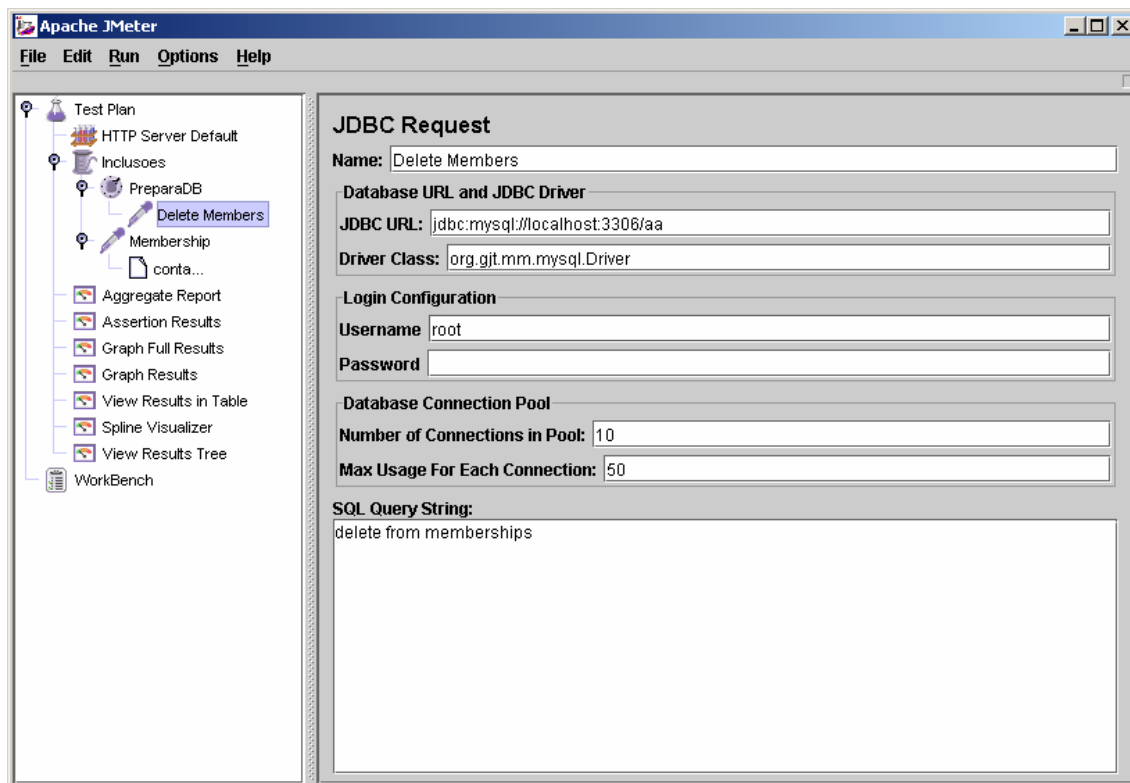 Apache JMeter
File Edit Run Options Help
Test Plan
HTTP Server Default
Inclusoes
PreparaDB
Delete Members
Membership
conta...
Aggregate Report
Assertion Results
Graph Full Results
Graph Results
View Results in Table
Spline Visualizer
View Results Tree
WorkBench
JDBC Request
Name: Delete Members
Database URL and JDBC Driver
JDBC URL: jdbc:mysql://localhost:3306/aa
Driver Class: org.gjt.mm.mysql.Driver
Login Configuration
Username root
Password
Database Connection Pool
Number of Connections in Pool: 10
Max Usage For Each Connection: 50
SQL Query String:
delete from memberships